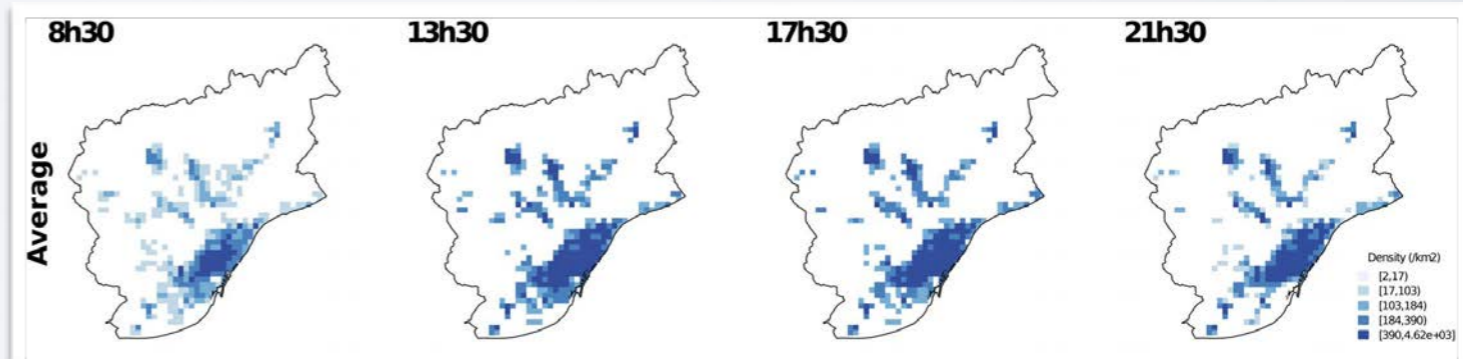 8h30
13h30
17h30
21h30
Average
Density (/km2)
[2,17)
[17,103)
[103,184)
[184,390)
[390,4.62e+03]